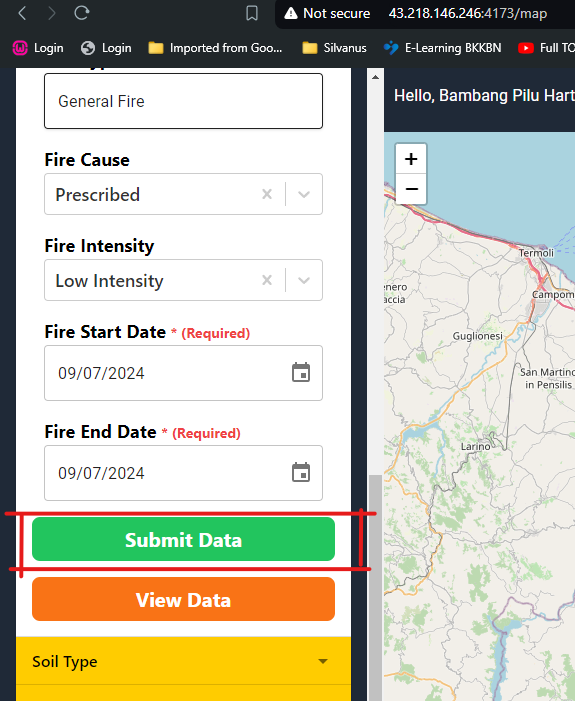 Not secure 43.218.146.246:4173/map
Login Login Imported from Goo... Silvanus E-Learning BKKBN Full TO
General Fire
Hello, Bambang Pilu Hart
Fire Cause
Prescribed
Fire Intensity
Low Intensity
Fire Start Date * (Required)
09/07/2024
Fire End Date * (Required)
09/07/2024
Submit Data
View Data
Soil Type
+
−
Termoli
enero
accia
Campom
Guglionesi
San Martino
in Pensilis
Larino